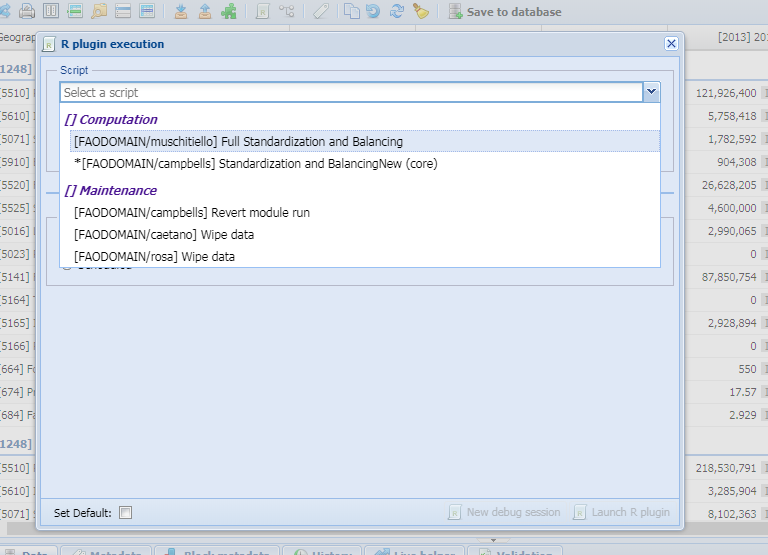 Save to database
Geograp
[2013] 20
R plugin execution
1248]
Script
[5510]
Select a script
121,926,400
[5610] I
5,758,418
[] Computation
[5071] S
[FAODOMAIN/muschitiello] Full Standardization and Balancing
1,782,592
[5910]
*[FAODOMAIN/campbells] Standardization and BalancingNew (core)
904,308
[5520]
[] Maintenance
26,628,205
[5525] S
[FAODOMAIN/campbells] Revert module run
4,600,000
[5016]
[FAODOMAIN/caetano] Wipe data
2,990,065
[5023]
[FAODOMAIN/rosa] Wipe data
0
[5141]
87,850,754
[5164] T
0
[5165] I
2,928,894
[5166]
0
[664] Fo
550
[674] Pr
17.57
[684] Fa
2.929
1248]
[5510]
218,530,791
[5610] I
3,285,904
[5071] S
Set Default:
New debug session
Launch R plugin
8,102,363
Data
Metadata
Block metadata
History
Live helper
Validation